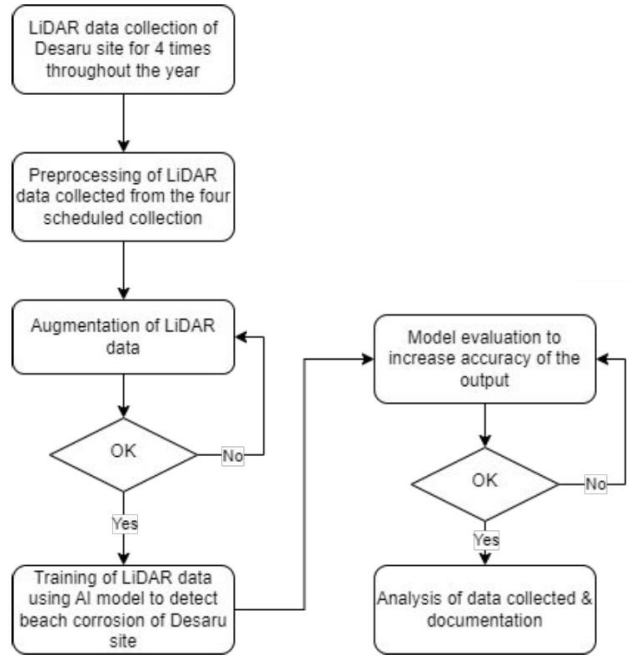 LiDAR data collection of
Desaru site for 4 times
throughout the year
Preprocessing of LiDAR
data collected from the four
scheduled collection
Augmentation of LiDAR
data
OK
No
Yes
Training of LiDAR data
using AI model to detect
beach corrosion of Desaru
site
Model evaluation to
increase accuracy of the
output
OK
No
Yes
Analysis of data collected &
documentation